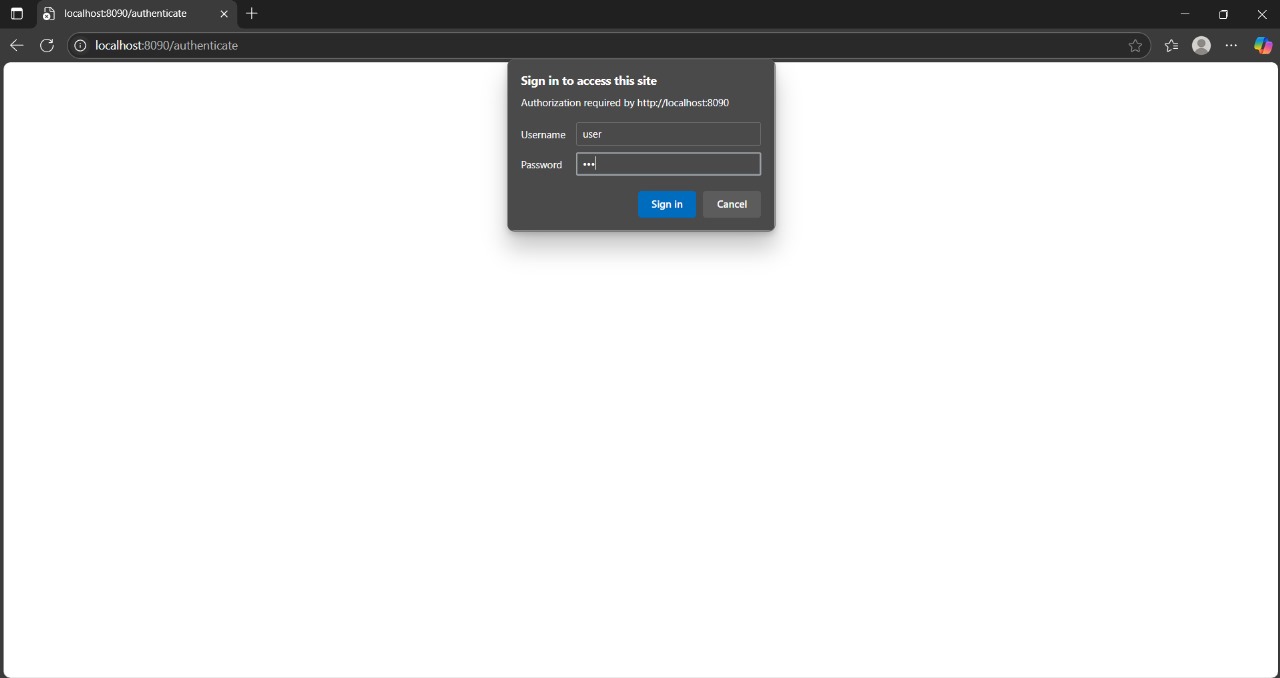 localhost:8090/authenticate
localhost:8090/authenticate
Sign in to access this site
Authorization required by http://localhost:8090
Username user
Password •••
Sign in Cancel